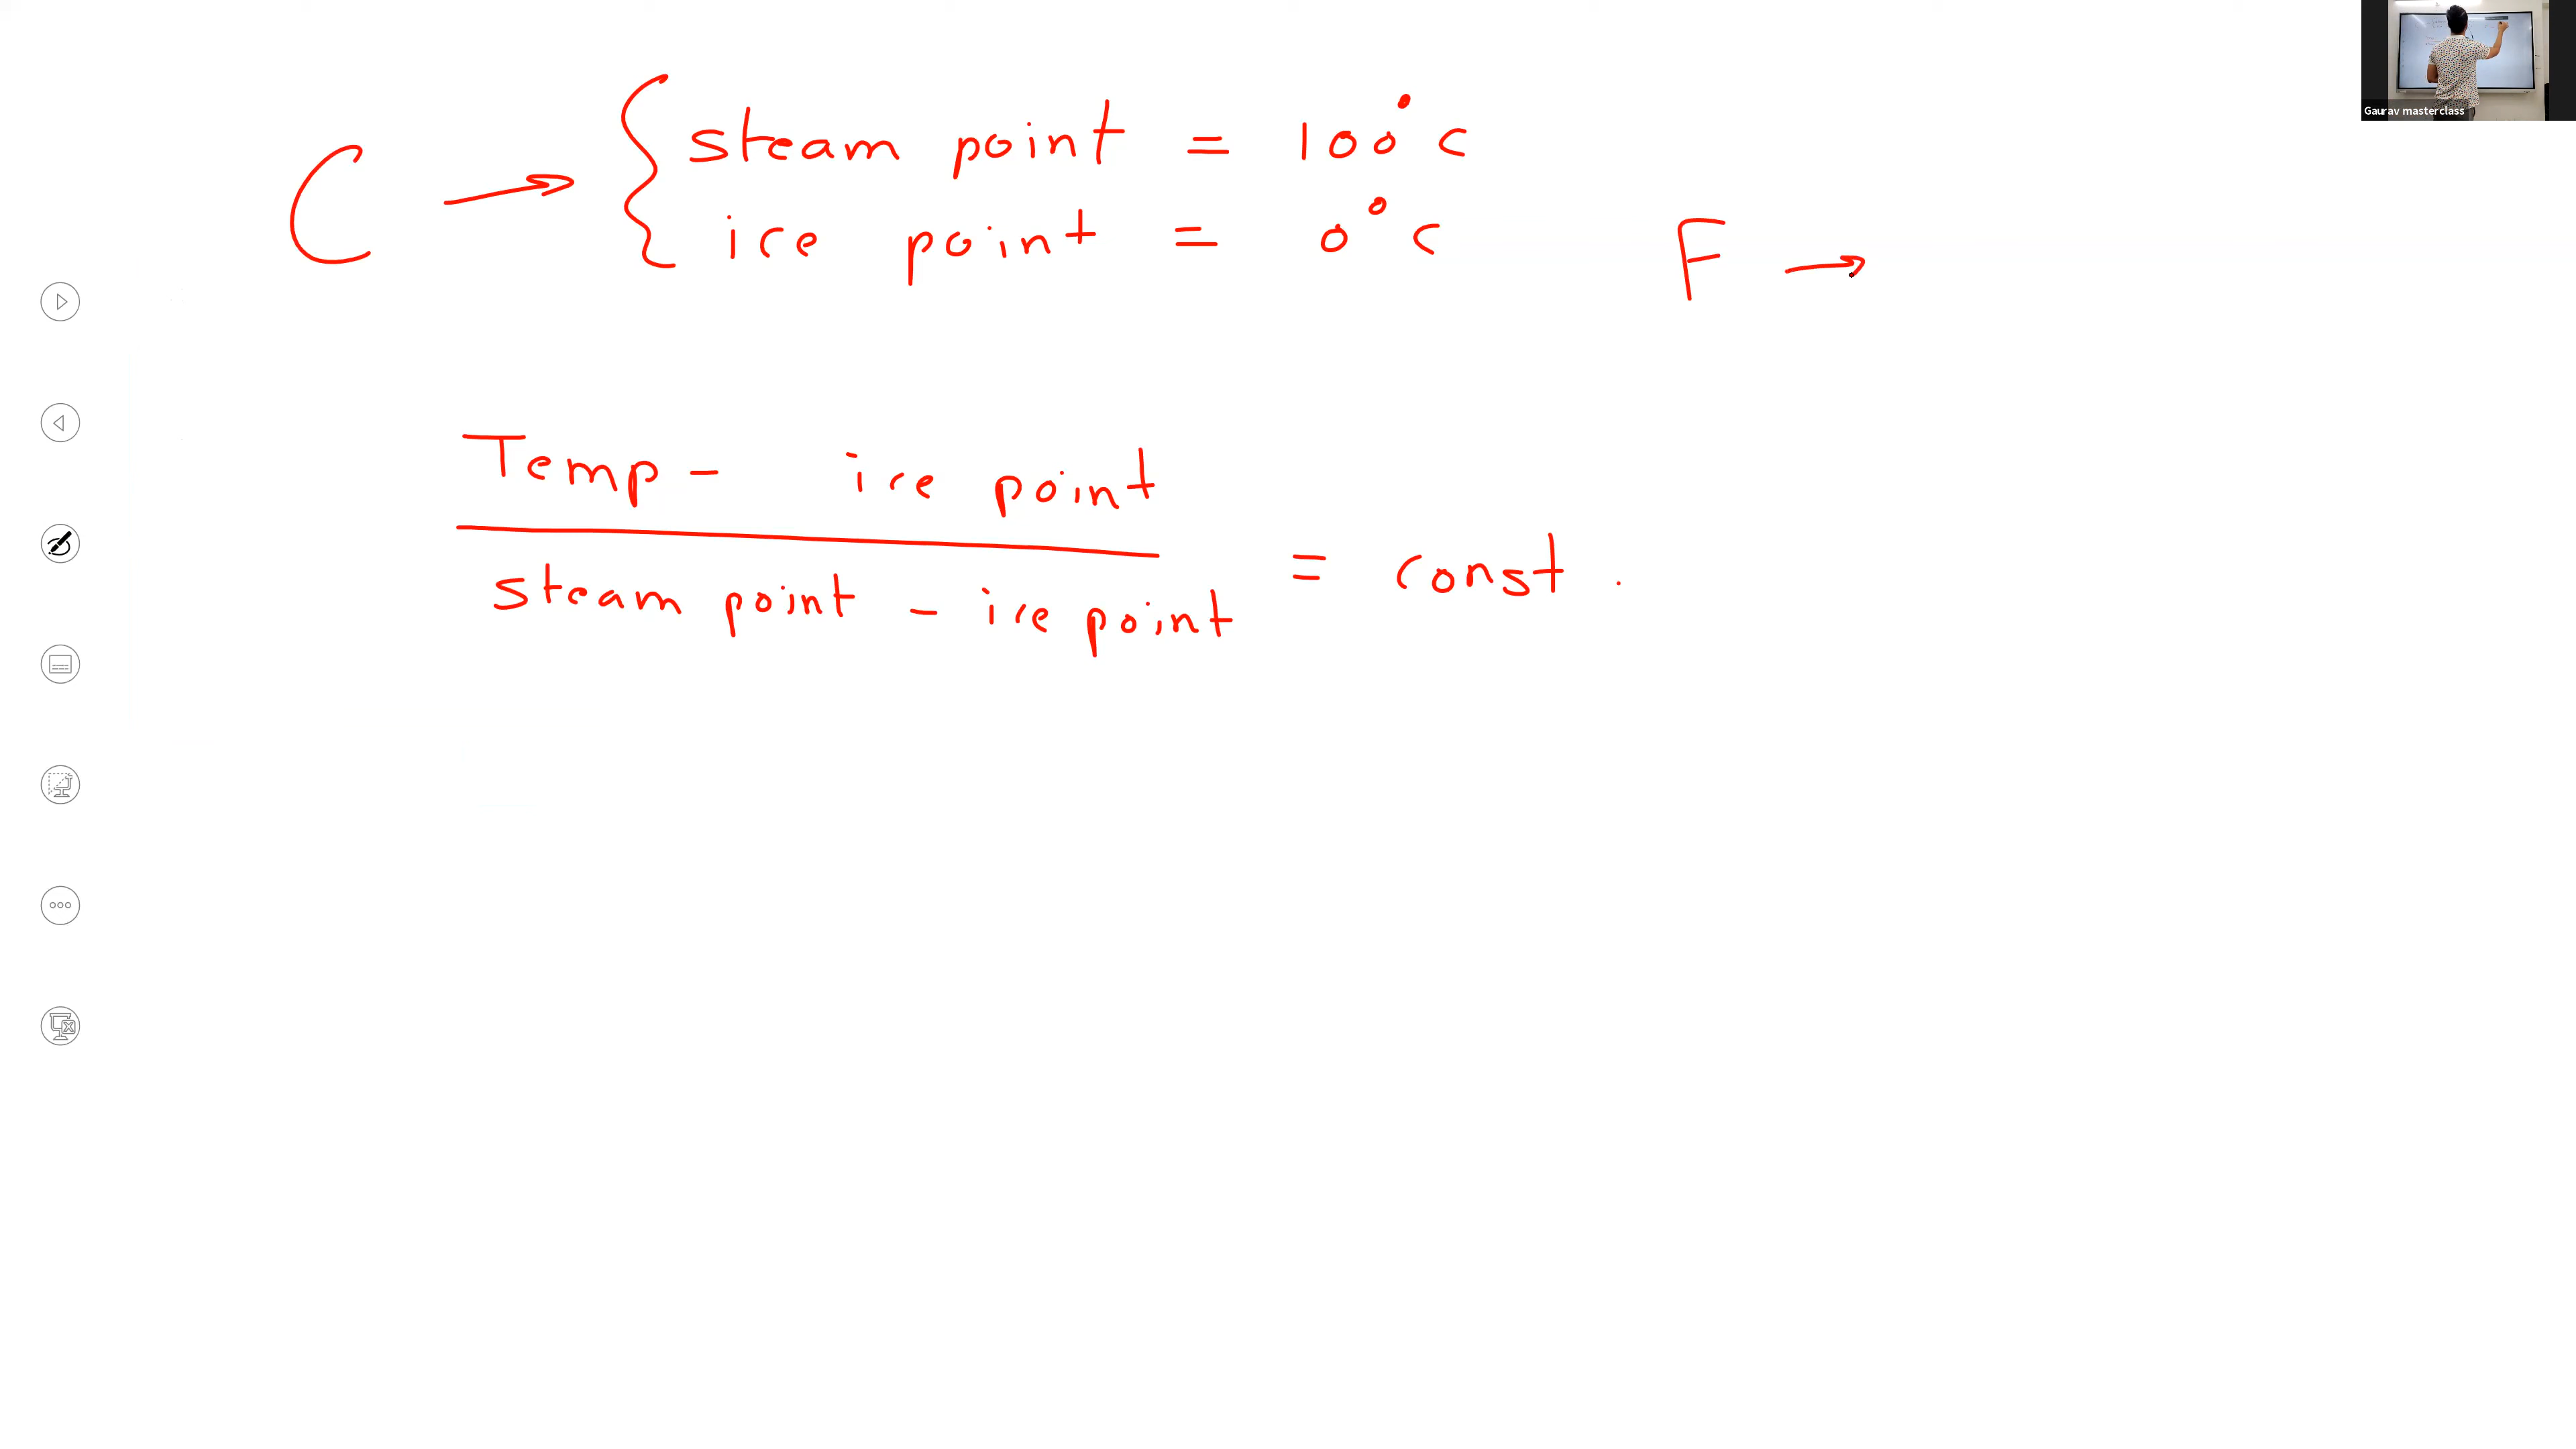 C → { steam point = 100° c
ice point = 0° c
F →
Temp - ice point
steam point - ice point
= const .
Gaurav masterclass